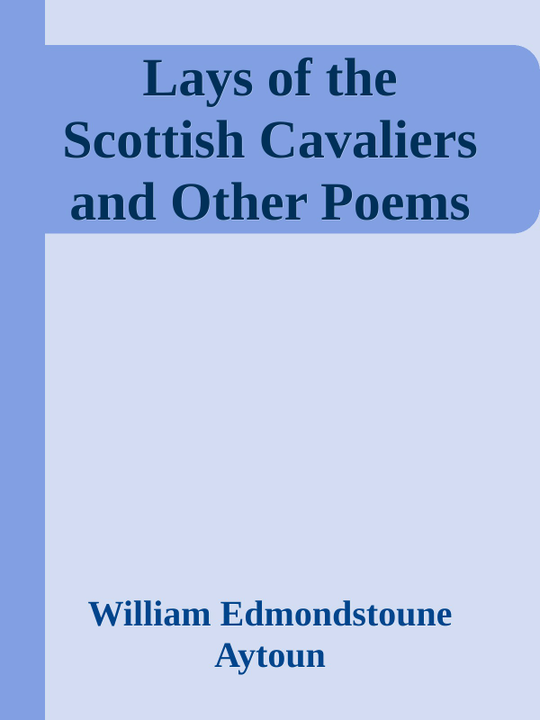 Lays of the
Scottish Cavaliers
and Other Poems
William Edmondstoune
Aytoun